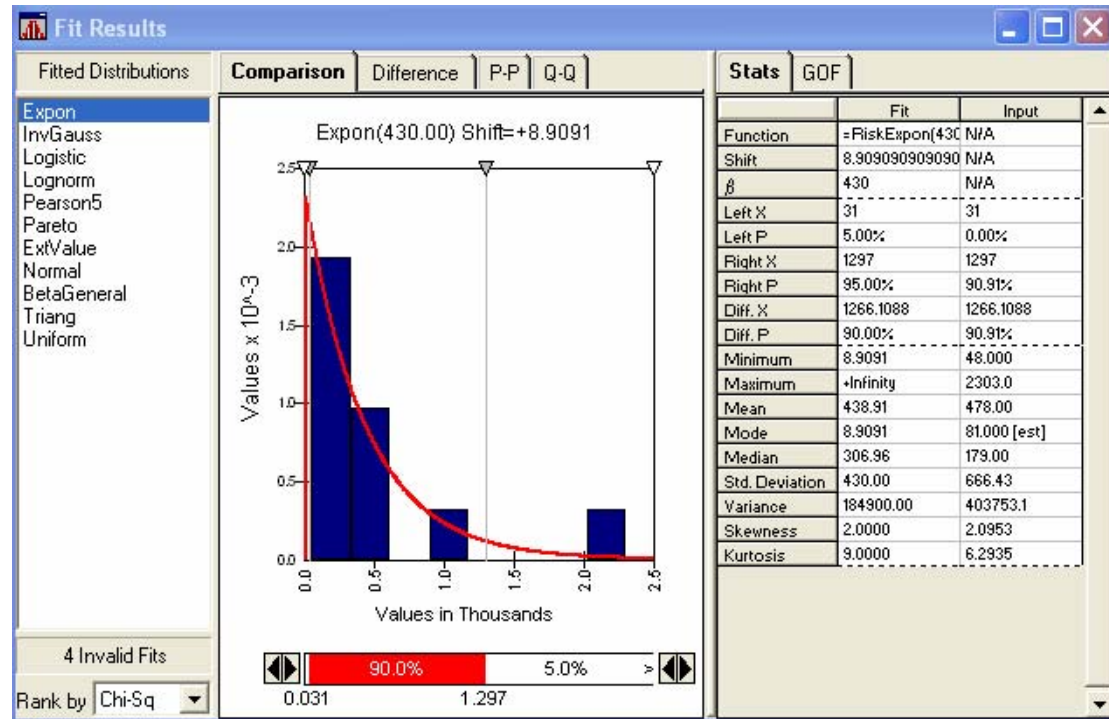 Fit Results
Fitted Distributions
Comparison Difference P-P Q-Q
Stats GOF
Expon
InvGauss
Logistic
Lognorm
Pearson5
Pareto
ExtValue
Normal
BetaGeneral
Triang
Uniform
4 Invalid Fits
Rank by Chi-Sq
Expon(430.00) Shift=+8.9091
Values x 10^-3
2.5
2.0
1.5
1.0
0.5
0.0
0.0 0.5 1.0 1.5 2.0 2.5
Values in Thousands
90.0% 5.0% >
0.031 1.297
Fit Input
Function =RiskExpon(430 N/A
Shift 8.909090909090 N/A
β 430 N/A
Left X 31 31
Left P 5.00% 0.00%
Right X 1297 1297
Right P 95.00% 90.91%
Diff. X 1266.1088 1266.1088
Diff. P 90.00% 90.91%
Minimum 8.9091 48.000
Maximum +Infinity 2303.0
Mean 438.91 478.00
Mode 8.9091 81.000 [est]
Median 306.96 179.00
Std. Deviation 430.00 666.43
Variance 184900.00 403753.1
Skewness 2.0000 2.0953
Kurtosis 9.0000 6.2935